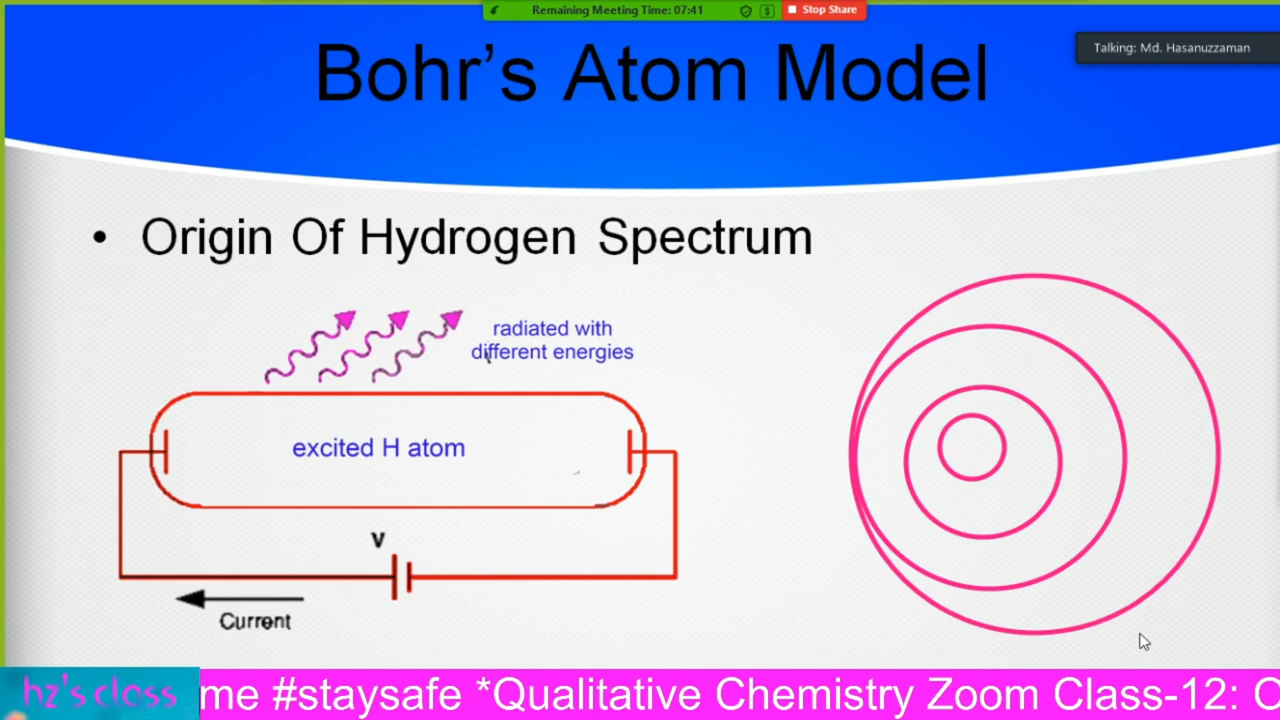 Remaining Meeting Time: 07:41
Stop Share
Talking: Md. Hasanuzzaman
Bohr's Atom Model
• Origin Of Hydrogen Spectrum
radiated with
different energies
excited H atom
V
Current
hz's class
me #staysafe *Qualitative Chemistry Zoom Class-12: C